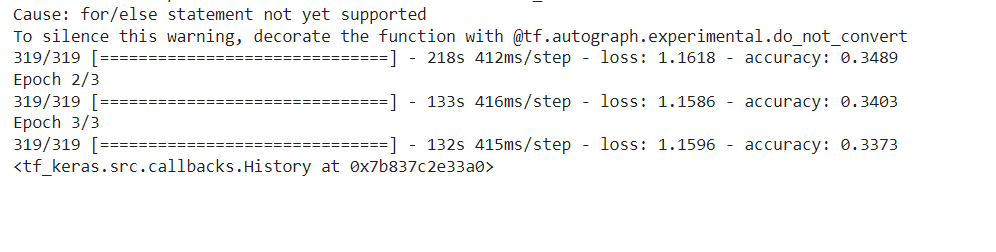 Cause: for/else statement not yet supported
To silence this warning, decorate the function with @tf.autograph.experimental.do_not_convert
319/319 [==============================] - 218s 412ms/step - loss: 1.1618 - accuracy: 0.3489
Epoch 2/3
319/319 [==============================] - 133s 416ms/step - loss: 1.1586 - accuracy: 0.3403
Epoch 3/3
319/319 [==============================] - 132s 415ms/step - loss: 1.1596 - accuracy: 0.3373
<tf_keras.src.callbacks.History at 0x7b837c2e33a0>